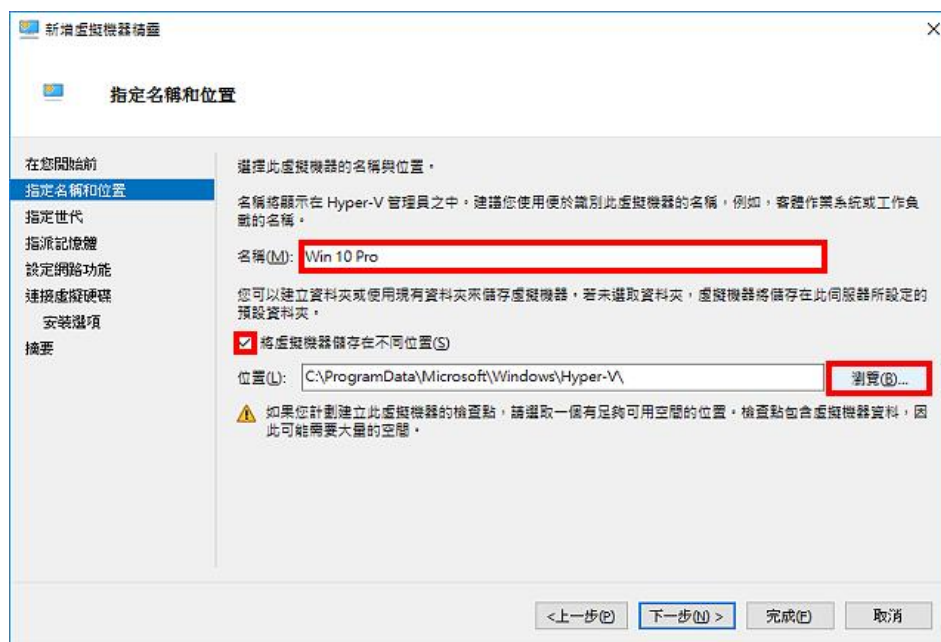 新增虛擬機器精靈
指定名稱和位置
在您開始前
指定名稱和位置
指定世代
指派記憶體
設定網路功能
連接虛擬硬碟
安裝選項
摘要
選擇此虛擬機器的名稱與位置。
名稱將顯示在 Hyper-V 管理員之中。建議您使用便於識別此虛擬機器的名稱，例如，客體作業系統或工作負
載的名稱。
名稱(M): Win 10 Pro
您可以建立資料夾或使用現有資料夾來儲存虛擬機器。若未選取資料夾，虛擬機器將儲存在此伺服器所設定的
預設資料夾。
將虛擬機器儲存在不同位置(S)
位置(L): C:\ProgramData\Microsoft\Windows\Hyper-V\ 瀏覽(B)...
如果您計劃建立此虛擬機器的檢查點，請選取一個有足夠可用空間的位置。檢查點包含虛擬機器資料，因
此可能需要大量的空間。
<上一步(P) 下一步(N) > 完成(F) 取消